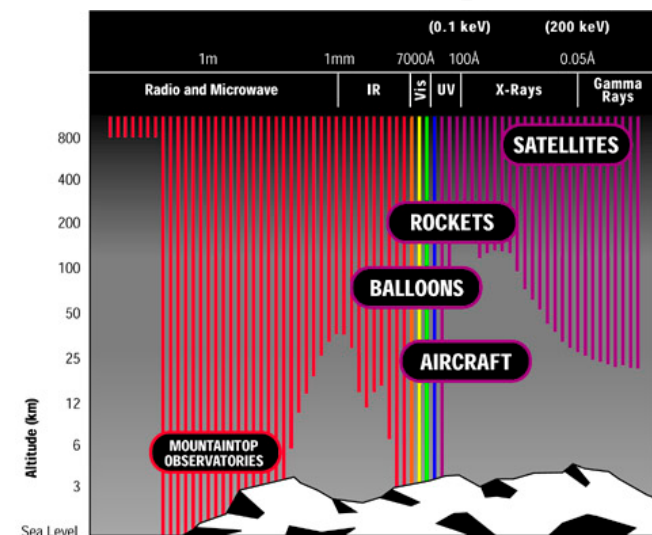 (0.1 keV) (200 keV)
1m 1mm 7000Å 100Å 0.05Å
Radio and Microwave IR Vis UV X-Rays Gamma Rays
800
SATELLITES
400
200
ROCKETS
100
BALLOONS
50
25
AIRCRAFT
12
6
MOUNTAINTOP
OBSERVATORIES
3
Sea Level
Altitude (km)